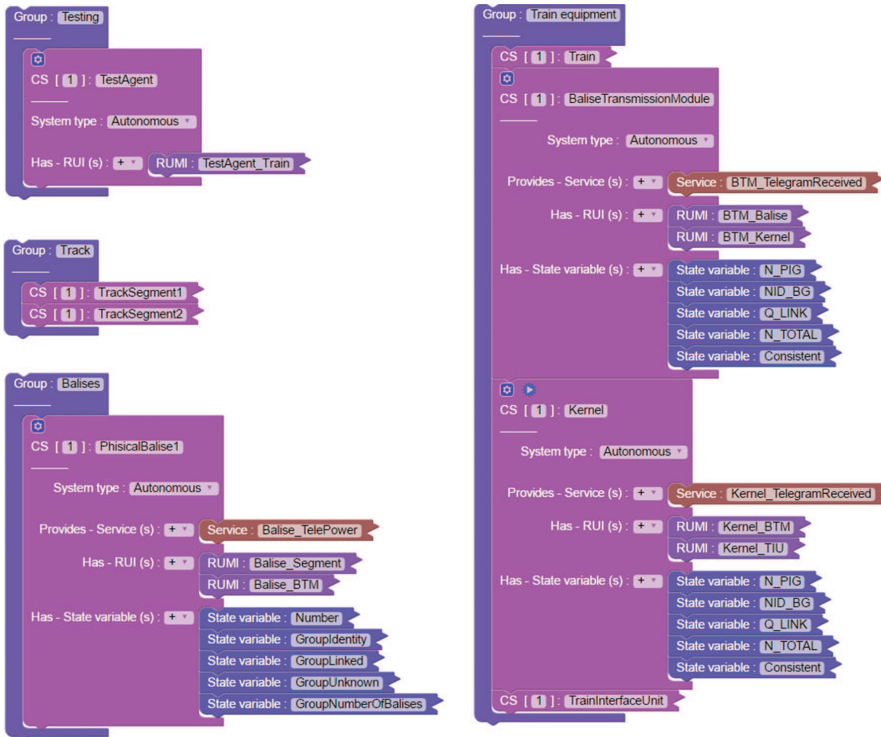 Group : Testing
CS [ 1 ] : TestAgent
System type : Autonomous
Has - RUI (s) : + RUMI : TestAgent_Train
Group : Track
CS [ 1 ] : TrackSegment1
CS [ 1 ] : TrackSegment2
Group : Balises
CS [ 1 ] : PhisicalBalise1
System type : Autonomous
Provides - Service (s) : + Service : Balise_TelePower
Has - RUI (s) : + RUMI : Balise_Segment
RUMI : Balise_BTM
Has - State variable (s) : + State variable : Number
State variable : GroupIdentity
State variable : GroupLinked
State variable : GroupUnknown
State variable : GroupNumberOfBalises
Group : Train equipment
CS [ 1 ] : Train
CS [ 1 ] : BaliseTransmissionModule
System type : Autonomous
Provides - Service (s) : + Service : BTM_TelegramReceived
Has - RUI (s) : + RUMI : BTM_Balise
RUMI : BTM_Kernel
Has - State variable (s) : + State variable : N_PIG
State variable : NID_BG
State variable : Q_LINK
State variable : N_TOTAL
State variable : Consistent
CS [ 1 ] : Kernel
System type : Autonomous
Provides - Service (s) : + Service : Kernel_TelegramReceived
Has - RUI (s) : + RUMI : Kernel_BTM
RUMI : Kernel_TIU
Has - State variable (s) : + State variable : N_PIG
State variable : NID_BG
State variable : Q_LINK
State variable : N_TOTAL
State variable : Consistent
CS [ 1 ] : TrainInterfaceUnit